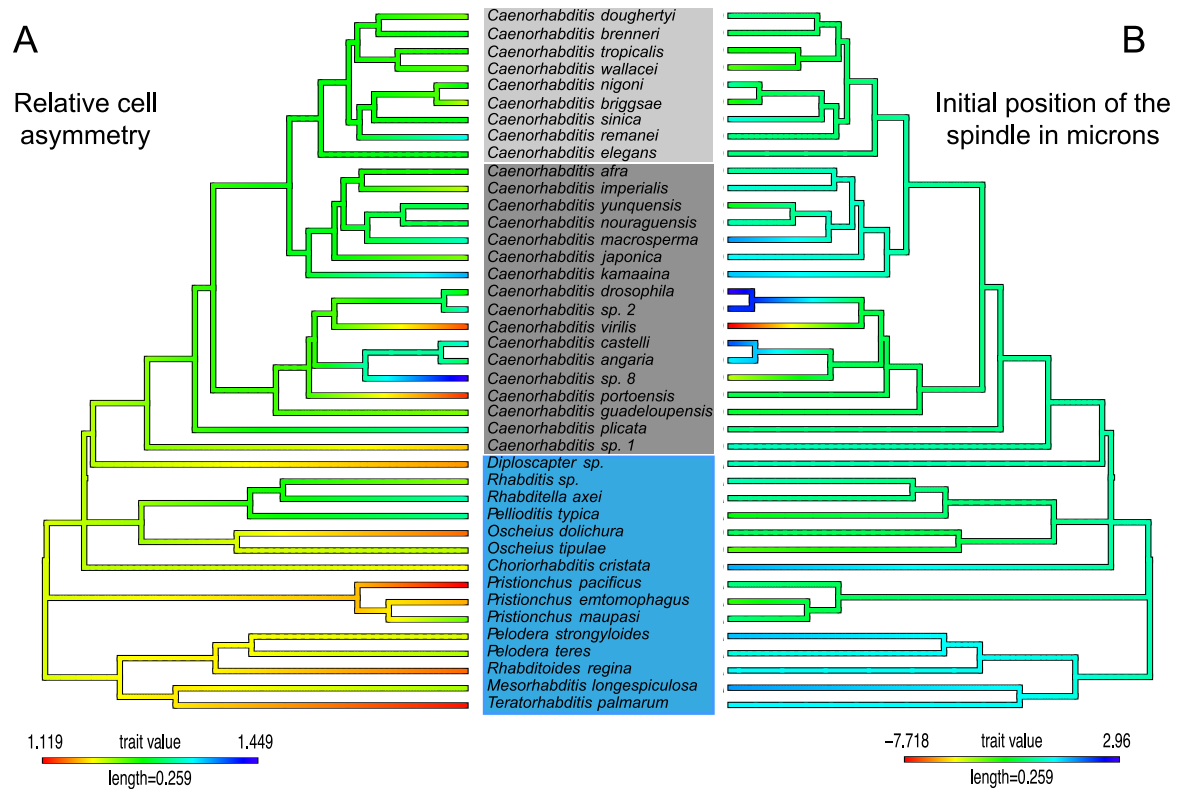 A
Relative cell
asymmetry
B
Initial position of the
spindle in microns
Caenorhabditis doughertyi
Caenorhabditis brenneri
Caenorhabditis tropicalis
Caenorhabditis wallacei
Caenorhabditis nigoni
Caenorhabditis briggsae
Caenorhabditis sinica
Caenorhabditis remanei
Caenorhabditis elegans
Caenorhabditis afra
Caenorhabditis imperialis
Caenorhabditis yunquensis
Caenorhabditis nouraguensis
Caenorhabditis macrosperma
Caenorhabditis japonica
Caenorhabditis kamaaina
Caenorhabditis drosophila
Caenorhabditis sp. 2
Caenorhabditis virilis
Caenorhabditis castelli
Caenorhabditis angaria
Caenorhabditis sp. 8
Caenorhabditis portoensis
Caenorhabditis guadeloupensis
Caenorhabditis plicata
Caenorhabditis sp. 1
Diploscapter sp.
Rhabditis sp.
Rhabditella axei
Pellioditis typica
Oscheius dolichura
Oscheius tipulae
Choriorhabditis cristata
Pristionchus pacificus
Pristionchus emtomophagus
Pristionchus maupasi
Pelodera strongyloides
Pelodera teres
Rhabditoides regina
Mesorhabditis longespiculosa
Teratorhabditis palmarum
1.119 trait value 1.449
length=0.259
−7.718 trait value 2.96
length=0.259